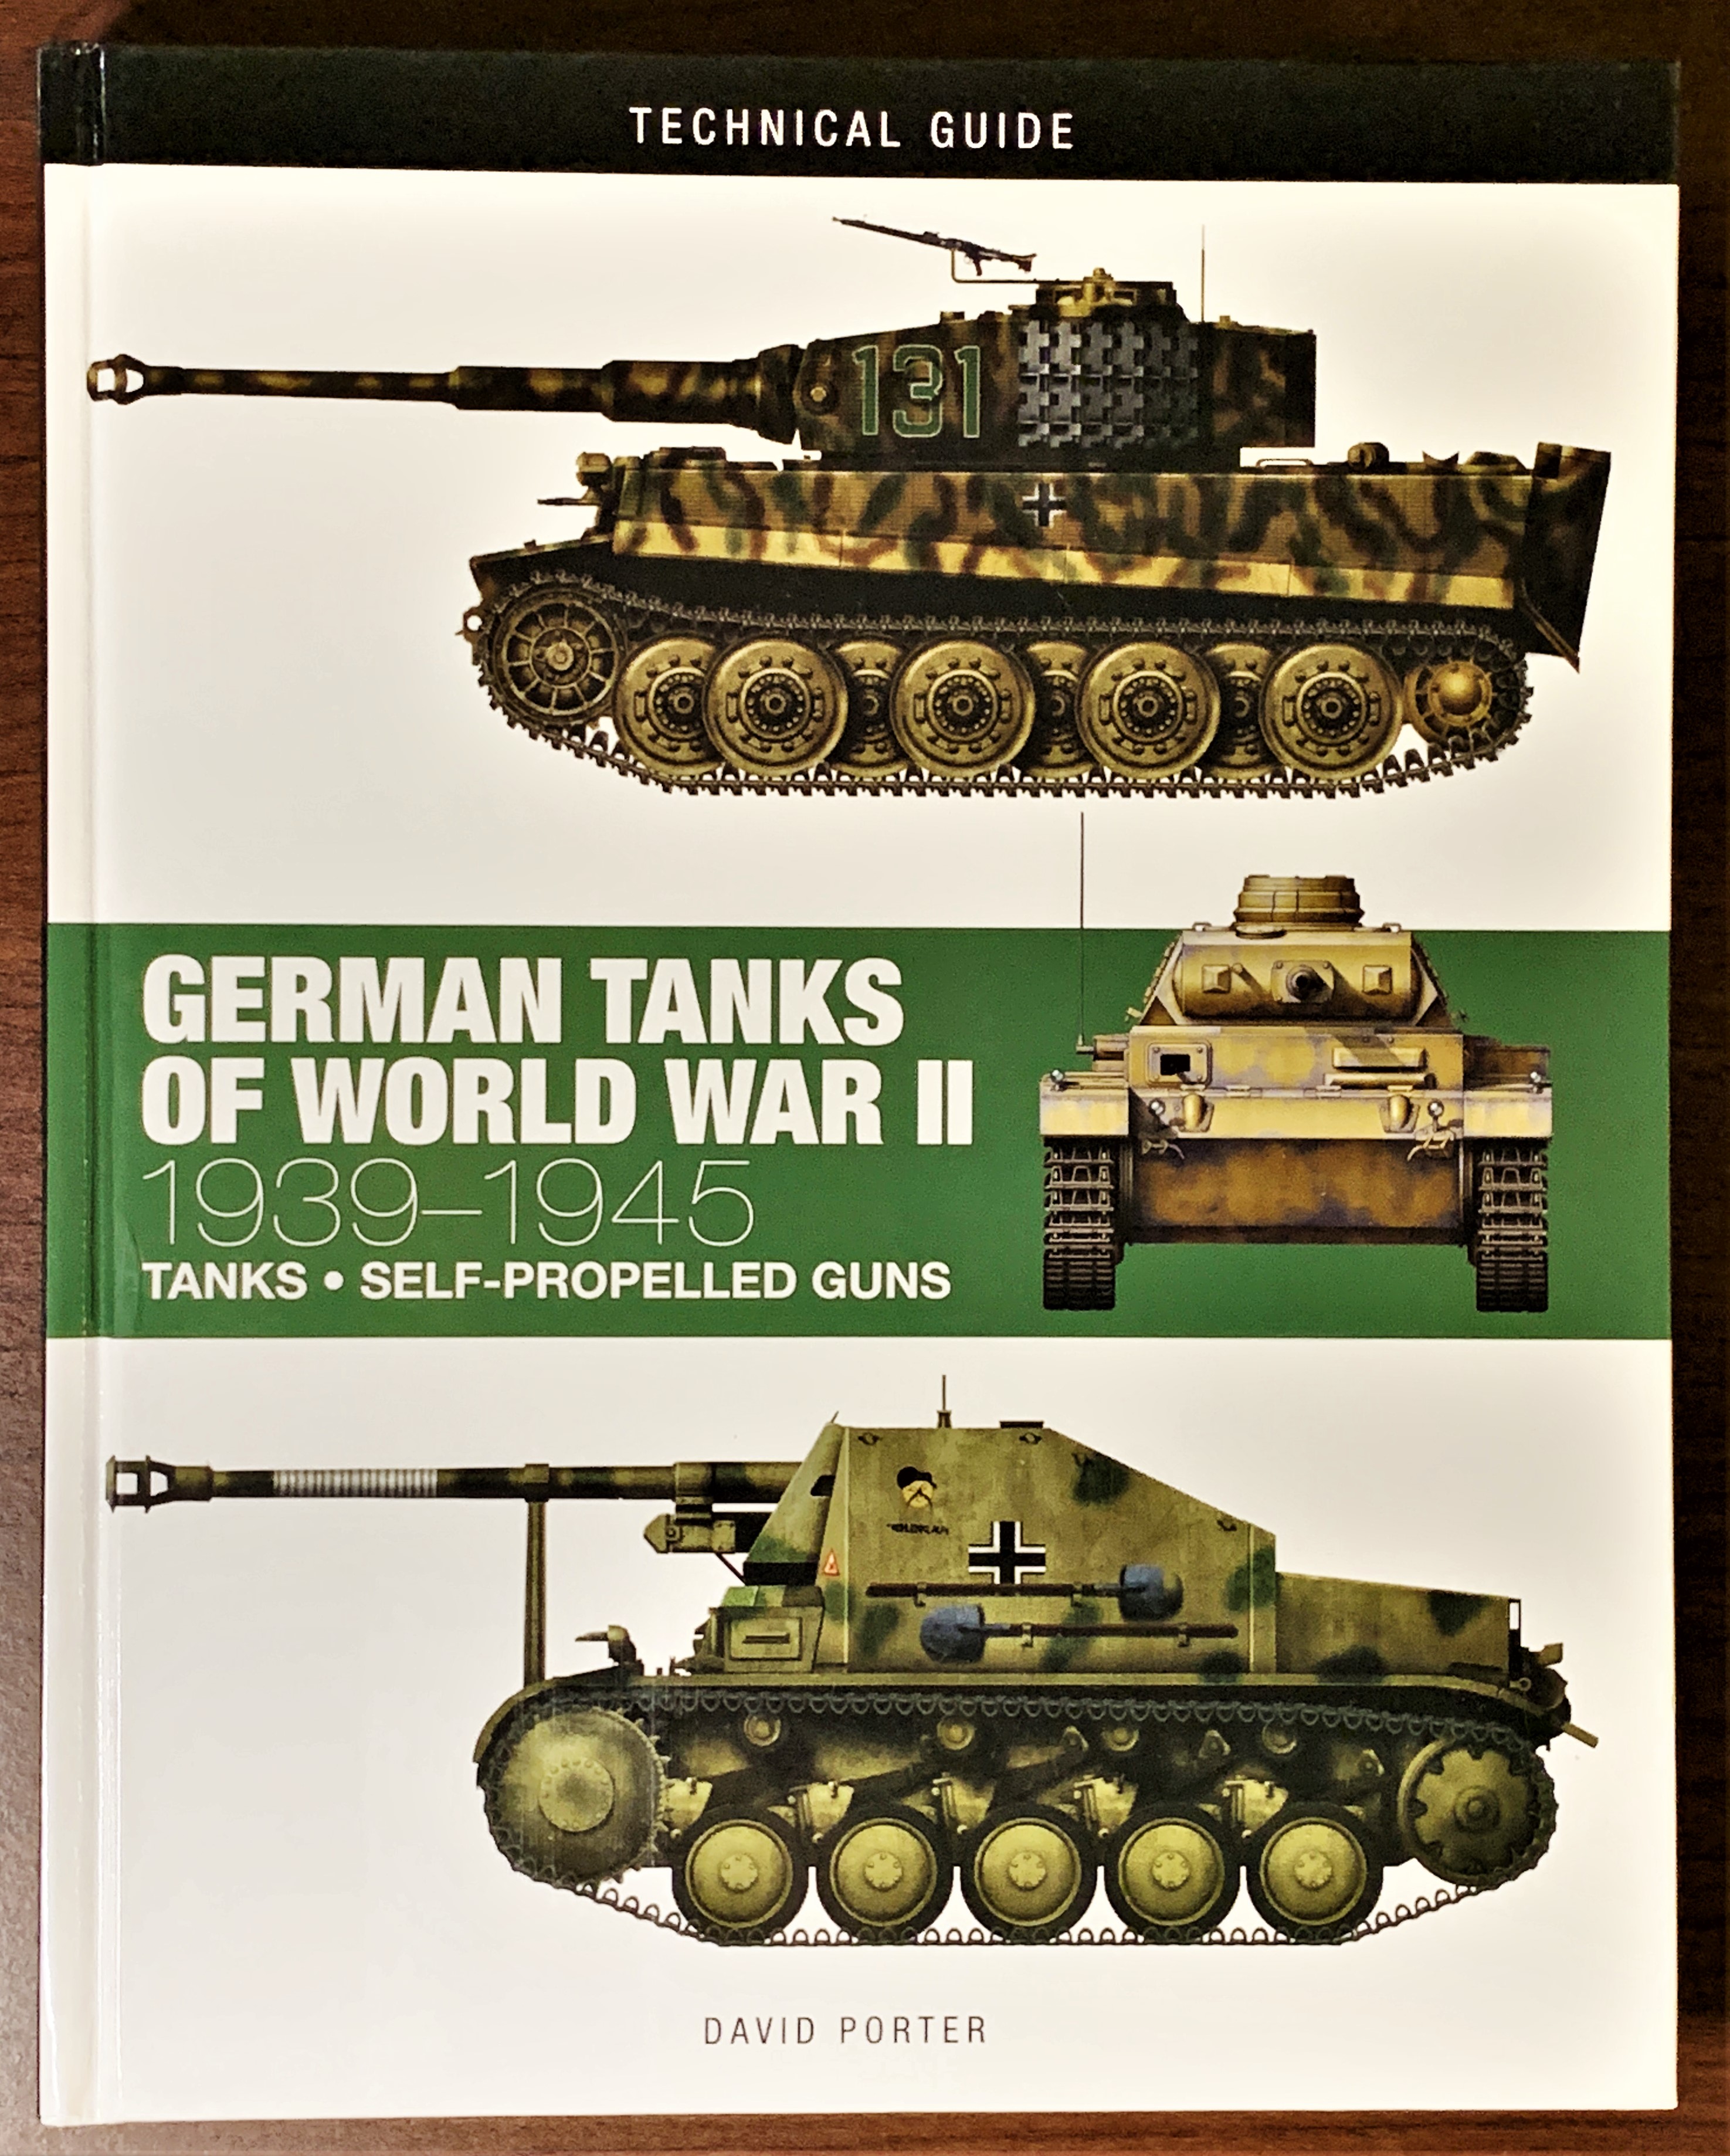 TECHNICAL GUIDE
131
GERMAN TANKS
OF WORLD WAR II
1939–1945
TANKS • SELF-PROPELLED GUNS
DAVID PORTER